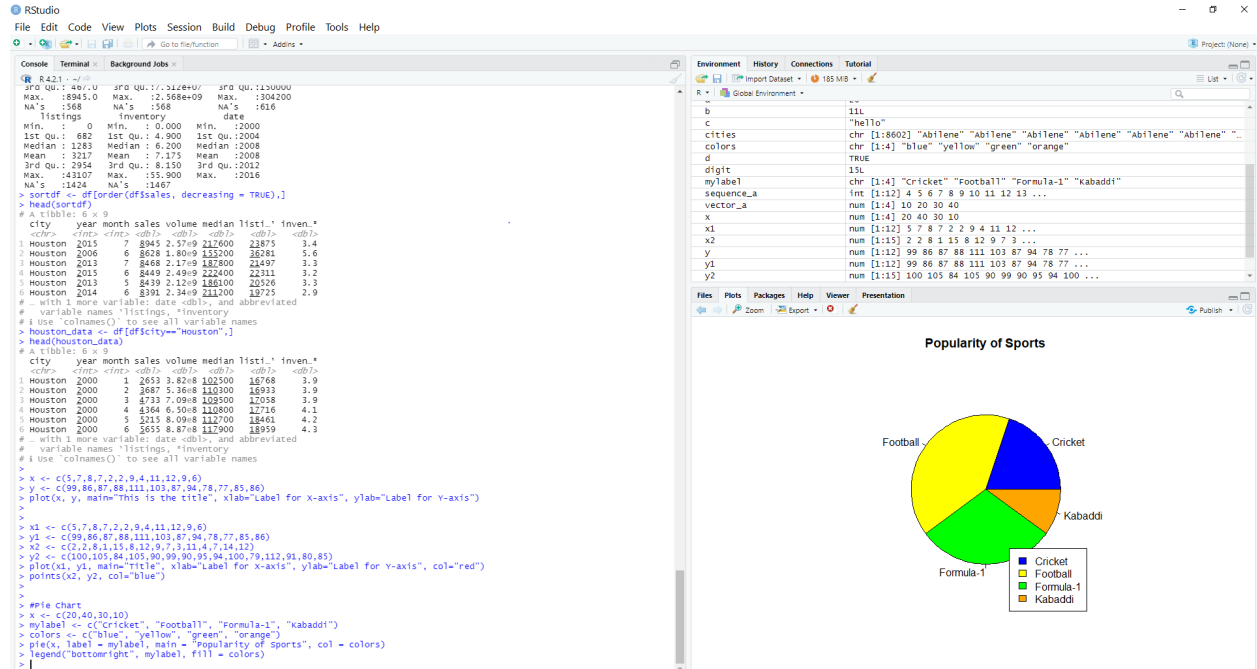 RStudio
File Edit Code View Plots Session Build Debug Profile Tools Help
Go to file/function Addins Project: (None)
Console Terminal Background Jobs
R 4.2.1 · ~/
3rd Qu.: 467.0 3rd Qu.:7.512e+07 3rd Qu.:150000
Max. :8945.0 Max. :2.568e+09 Max. :304200
NA's :568 NA's :568 NA's :616
listings inventory date
Min. : 0 Min. : 0.000 Min. :2000
1st Qu.: 682 1st Qu.: 4.900 1st Qu.:2004
Median : 1283 Median : 6.200 Median :2008
Mean : 3217 Mean : 7.175 Mean :2008
3rd Qu.: 2954 3rd Qu.: 8.150 3rd Qu.:2012
Max. :43107 Max. :55.900 Max. :2016
NA's :1424 NA's :1467
> sortdf <- df[order(df$sales, decreasing = TRUE),]
> head(sortdf)
# A tibble: 6 × 9
city year month sales volume median listi…¹ inven…²
<chr> <int> <int> <dbl> <dbl> <dbl> <dbl> <dbl>
1 Houston 2015 7 8945 2.57e9 217600 23875 3.4
2 Houston 2006 6 8628 1.80e9 155200 36281 5.6
3 Houston 2013 7 8468 2.17e9 187800 21497 3.3
4 Houston 2015 6 8449 2.49e9 222400 22311 3.2
5 Houston 2013 5 8439 2.12e9 186100 20526 3.3
6 Houston 2014 6 8391 2.34e9 211200 19725 2.9
# … with 1 more variable: date <dbl>, and abbreviated
# variable names ¹listings, ²inventory
# ℹ Use `colnames()` to see all variable names
> houston_data <- df[df$city=="Houston",]
> head(houston_data)
# A tibble: 6 × 9
city year month sales volume median listi…¹ inven…²
<chr> <int> <int> <dbl> <dbl> <dbl> <dbl> <dbl>
1 Houston 2000 1 2653 3.82e8 102500 16768 3.9
2 Houston 2000 2 3687 5.36e8 110300 16933 3.9
3 Houston 2000 3 4733 7.09e8 109500 17058 3.9
4 Houston 2000 4 4364 6.50e8 110800 17716 4.1
5 Houston 2000 5 5215 8.09e8 112700 18461 4.2
6 Houston 2000 6 5655 8.87e8 117900 18959 4.3
# … with 1 more variable: date <dbl>, and abbreviated
# variable names ¹listings, ²inventory
# ℹ Use `colnames()` to see all variable names
>
> x <- c(5,7,8,7,2,2,9,4,11,12,9,6)
> y <- c(99,86,87,88,111,103,87,94,78,77,85,86)
> plot(x, y, main="This is the title", xlab="Label for X-axis", ylab="Label for Y-axis")
>
>
> x1 <- c(5,7,8,7,2,2,9,4,11,12,9,6)
> y1 <- c(99,86,87,88,111,103,87,94,78,77,85,86)
> x2 <- c(2,2,8,1,15,8,12,9,7,3,11,4,7,14,12)
> y2 <- c(100,105,84,105,90,99,90,95,94,100,79,112,91,80,85)
> plot(x1, y1, main="Title", xlab="Label for X-axis", ylab="Label for Y-axis", col="red")
> points(x2, y2, col="blue")
>
>
> #Pie Chart
> x <- c(20,40,30,10)
> mylabel <- c("Cricket", "Football", "Formula-1", "Kabaddi")
> colors <- c("blue", "yellow", "green", "orange")
> pie(x, label = mylabel, main = "Popularity of Sports", col = colors)
> legend("bottomright", mylabel, fill = colors)
>
Environment History Connections Tutorial
Import Dataset 185 MiB List
R Global Environment
b 11L
c "hello"
cities chr [1:8602] "Abilene" "Abilene" "Abilene" "Abilene" "Abilene" "Abilene" "…
colors chr [1:4] "blue" "yellow" "green" "orange"
d TRUE
digit 15L
mylabel chr [1:4] "Cricket" "Football" "Formula-1" "Kabaddi"
sequence_a int [1:12] 4 5 6 7 8 9 10 11 12 13 ...
vector_a num [1:4] 10 20 30 40
x num [1:4] 20 40 30 10
x1 num [1:12] 5 7 8 7 2 2 9 4 11 12 ...
x2 num [1:15] 2 2 8 1 15 8 12 9 7 3 ...
y num [1:12] 99 86 87 88 111 103 87 94 78 77 ...
y1 num [1:12] 99 86 87 88 111 103 87 94 78 77 ...
y2 num [1:15] 100 105 84 105 90 99 90 95 94 100 ...
Files Plots Packages Help Viewer Presentation
Zoom Export Publish
Popularity of Sports
Football
Cricket
Kabaddi
Formula-1
Cricket
Football
Formula-1
Kabaddi